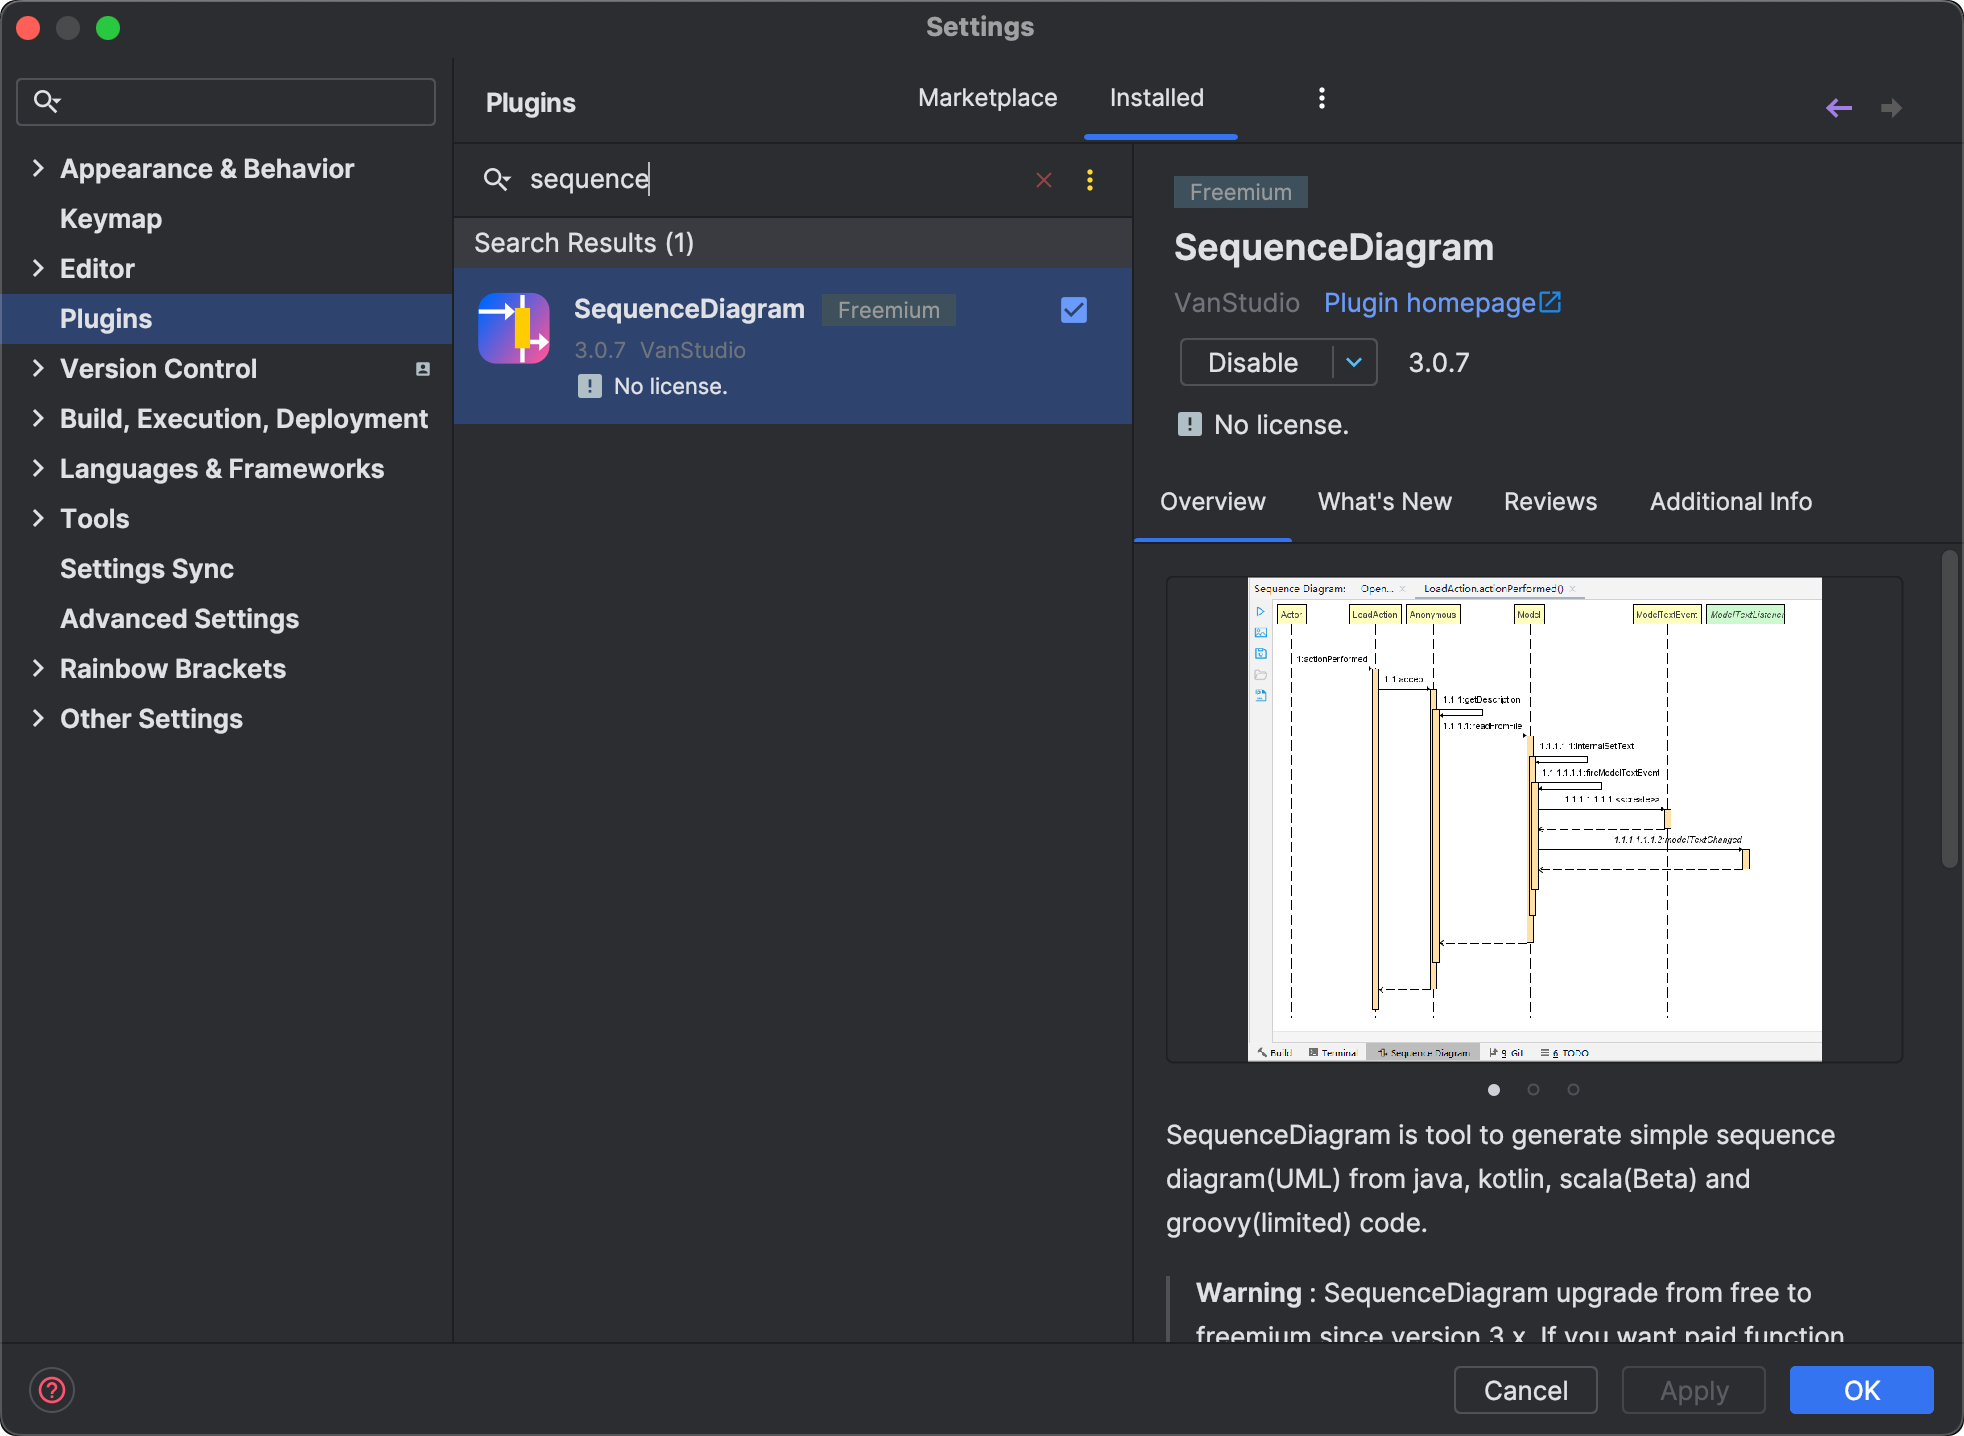 Settings
Plugins
Marketplace
Installed
Appearance & Behavior
Keymap
Editor
Plugins
Version Control
Build, Execution, Deployment
Languages & Frameworks
Tools
Settings Sync
Advanced Settings
Rainbow Brackets
Other Settings
sequence
Search Results (1)
SequenceDiagram Freemium
3.0.7 VanStudio
No license.
Freemium
SequenceDiagram
VanStudio Plugin homepage
Disable 3.0.7
No license.
Overview What's New Reviews Additional Info
Sequence Diagram: Open... LoadAction.actionPerformed()
Actor LoadAction Anonymous Model ModelTextEvent ModelTextListener
1:actionPerformed
1.1:accep
1.1.1:getDescription
1.1.1.1:readFromFile
1.1.1.1.1:internalSetText
1.1.1.1.1.1:fireModelTextEvent
1.1.1.1.1.1.1:<<create>>
1.1.1.1.1.1.2:modelTextChanged
Build Terminal Sequence Diagram 9: Git 6: TODO
SequenceDiagram is tool to generate simple sequence
diagram(UML) from java, kotlin, scala(Beta) and
groovy(limited) code.
Warning : SequenceDiagram upgrade from free to
freemium since version 3.x. If you want paid function
Cancel Apply OK